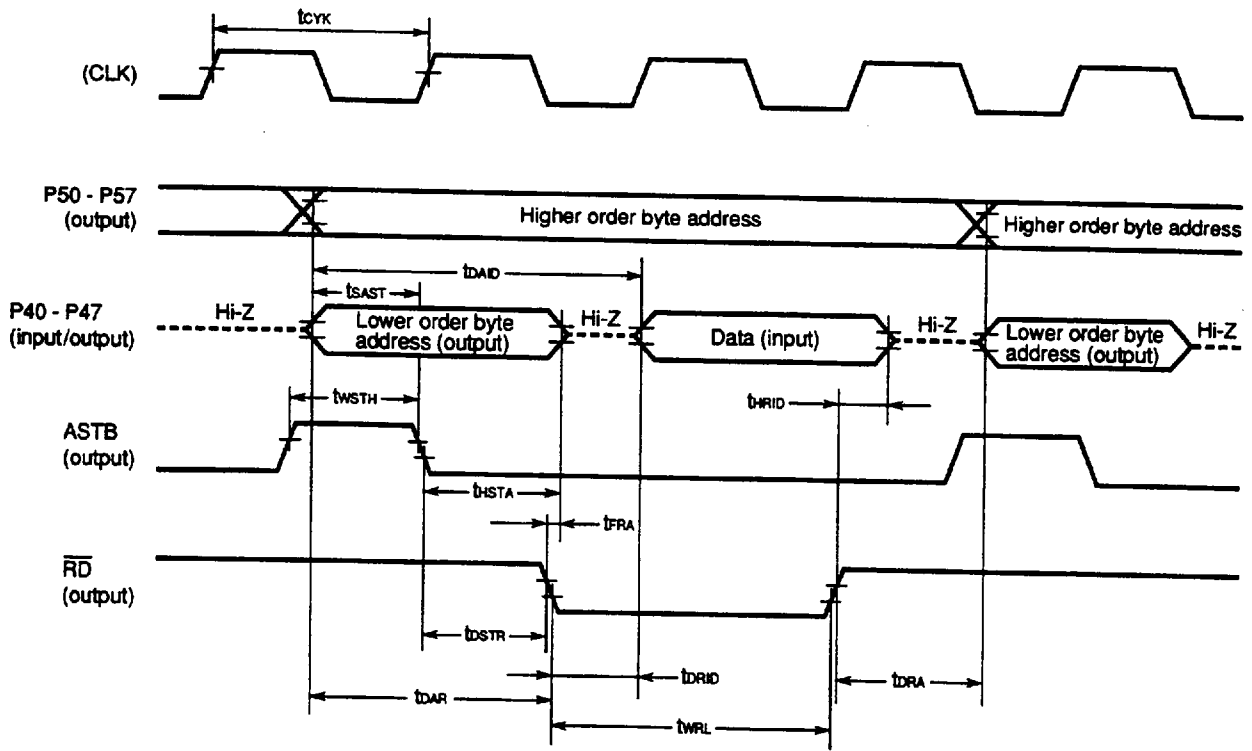 tCYK
(CLK)
P50 - P57
(output)
Higher order byte address
Higher order byte address
tDAID
tSAST
P40 - P47
(input/output)
Hi-Z
Lower order byte
address (output)
Hi-Z
Data (input)
Hi-Z
Lower order byte
address (output)
Hi-Z
tWSTH
tHRID
ASTB
(output)
tHSTA
tFRA
RD
(output)
tDSTR
tDRID
tDRA
tDAR
tWRL